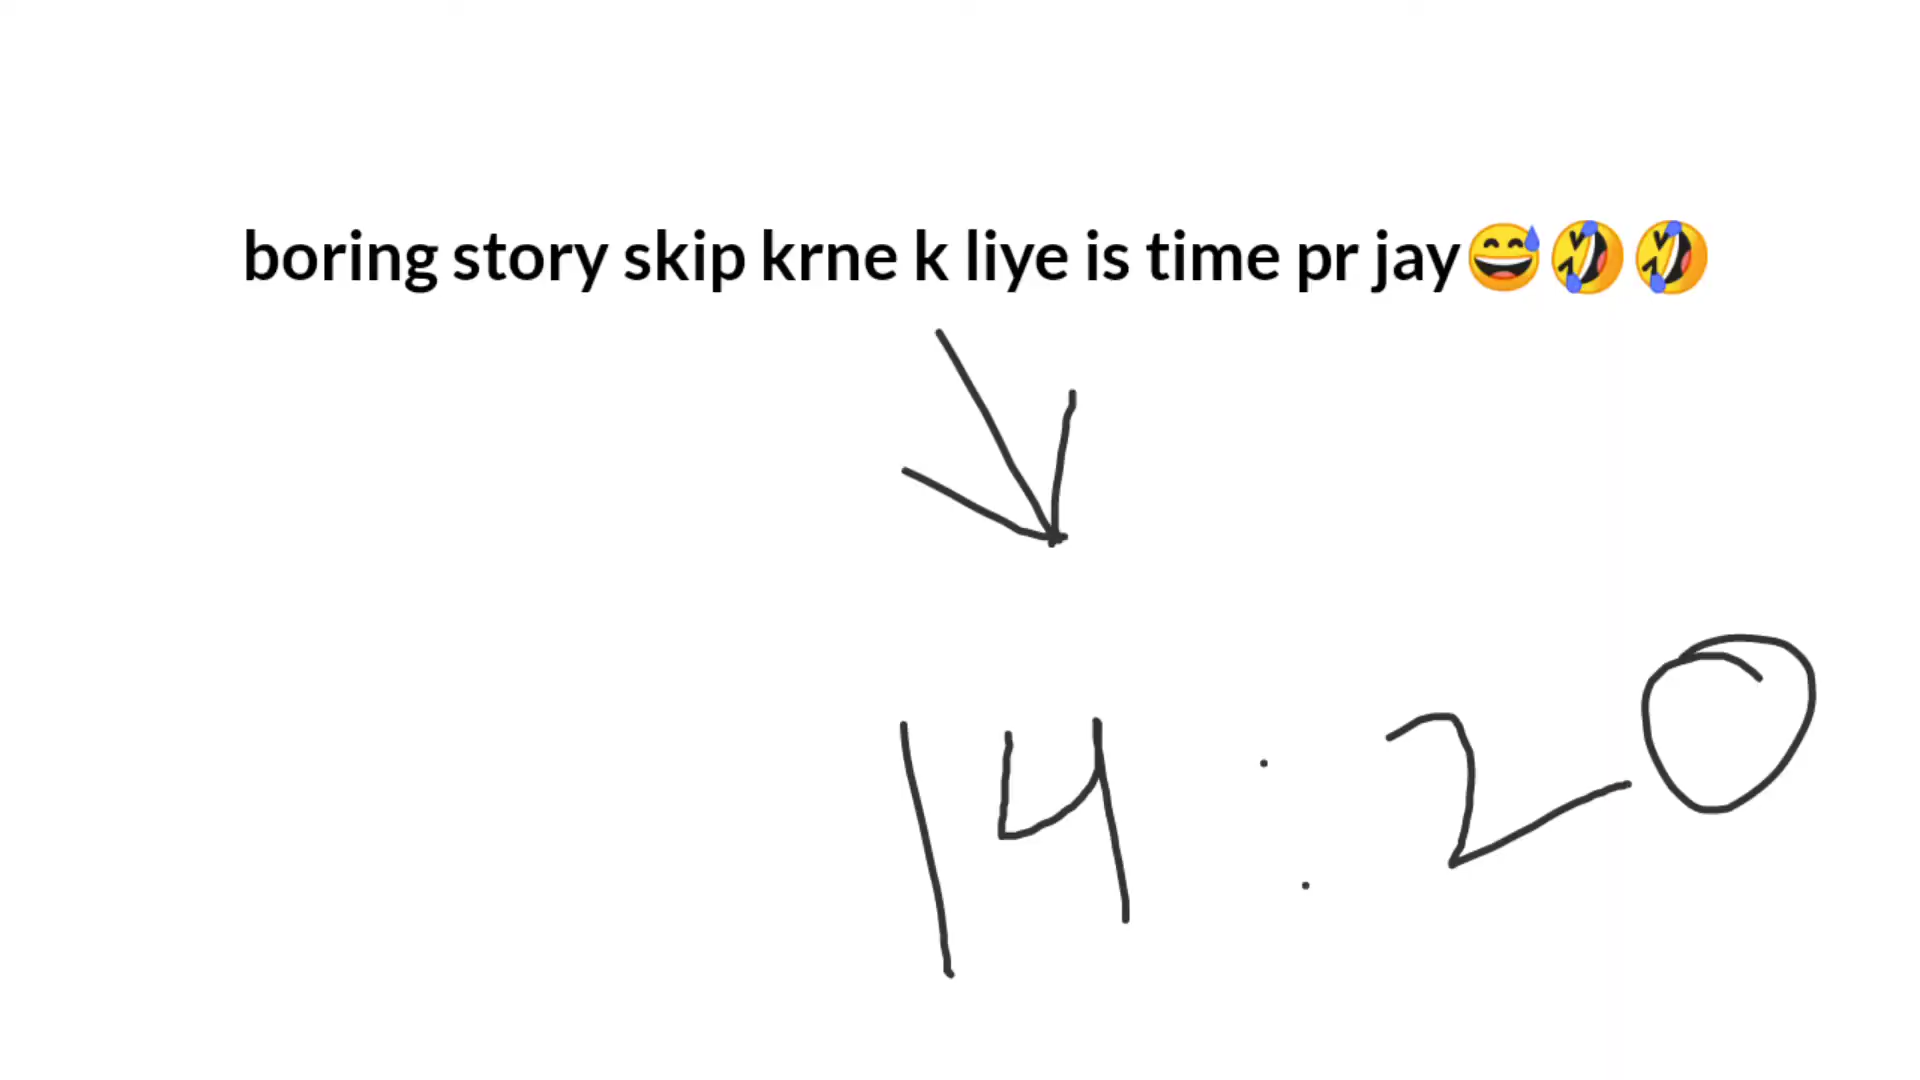 boring story skip krne k liye is time pr jay😅🤣🤣
14:20